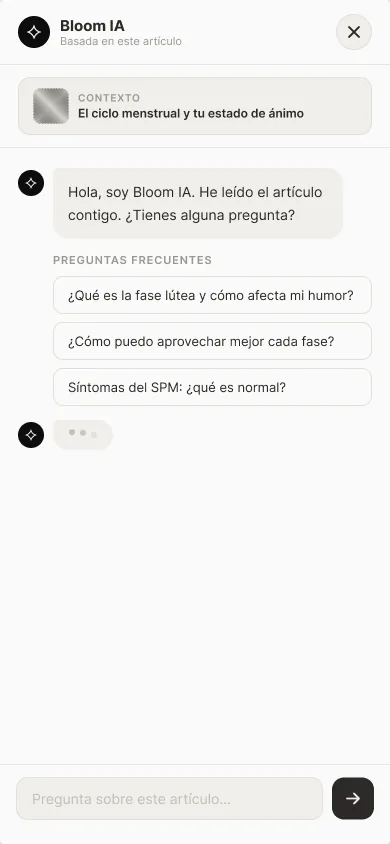 Bloom IA
Basada en este artículo
CONTEXTO
El ciclo menstrual y tu estado de ánimo
Hola, soy Bloom IA. He leído el artículo
contigo. ¿Tienes alguna pregunta?
PREGUNTAS FRECUENTES
¿Qué es la fase lútea y cómo afecta mi humor?
¿Cómo puedo aprovechar mejor cada fase?
Síntomas del SPM: ¿qué es normal?
Pregunta sobre este artículo...